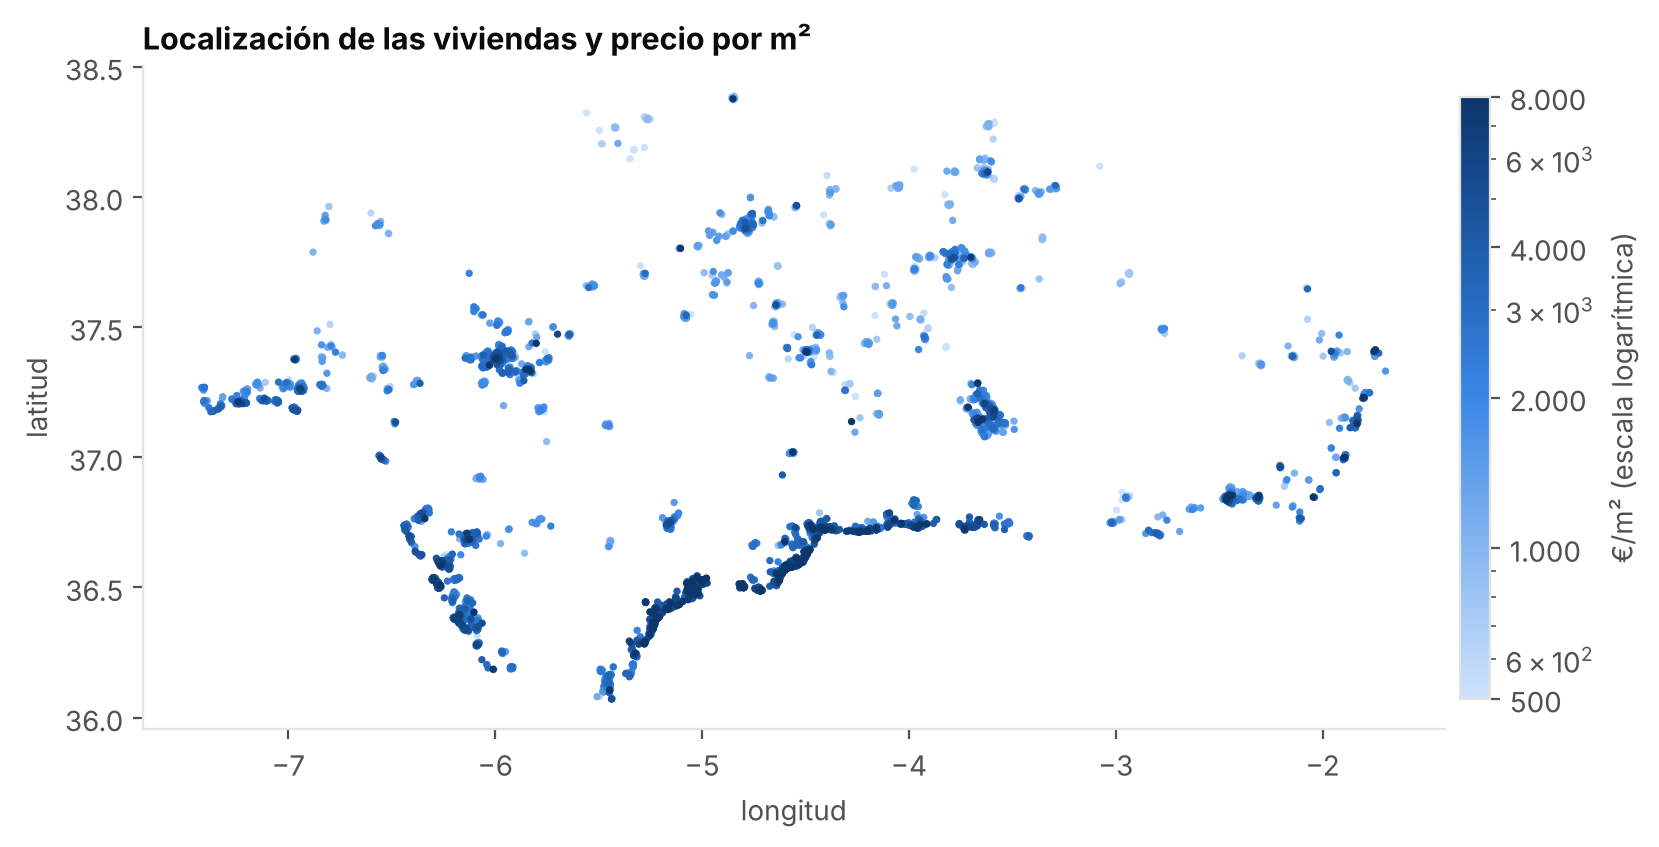 Localización de las viviendas y precio por m²
38.5
38.0
37.5
37.0
36.5
36.0
latitud
−7
−6
−5
−4
−3
−2
longitud
8.000
6 × 10³
4.000
3 × 10³
2.000
1.000
6 × 10²
500
€/m² (escala logarítmica)